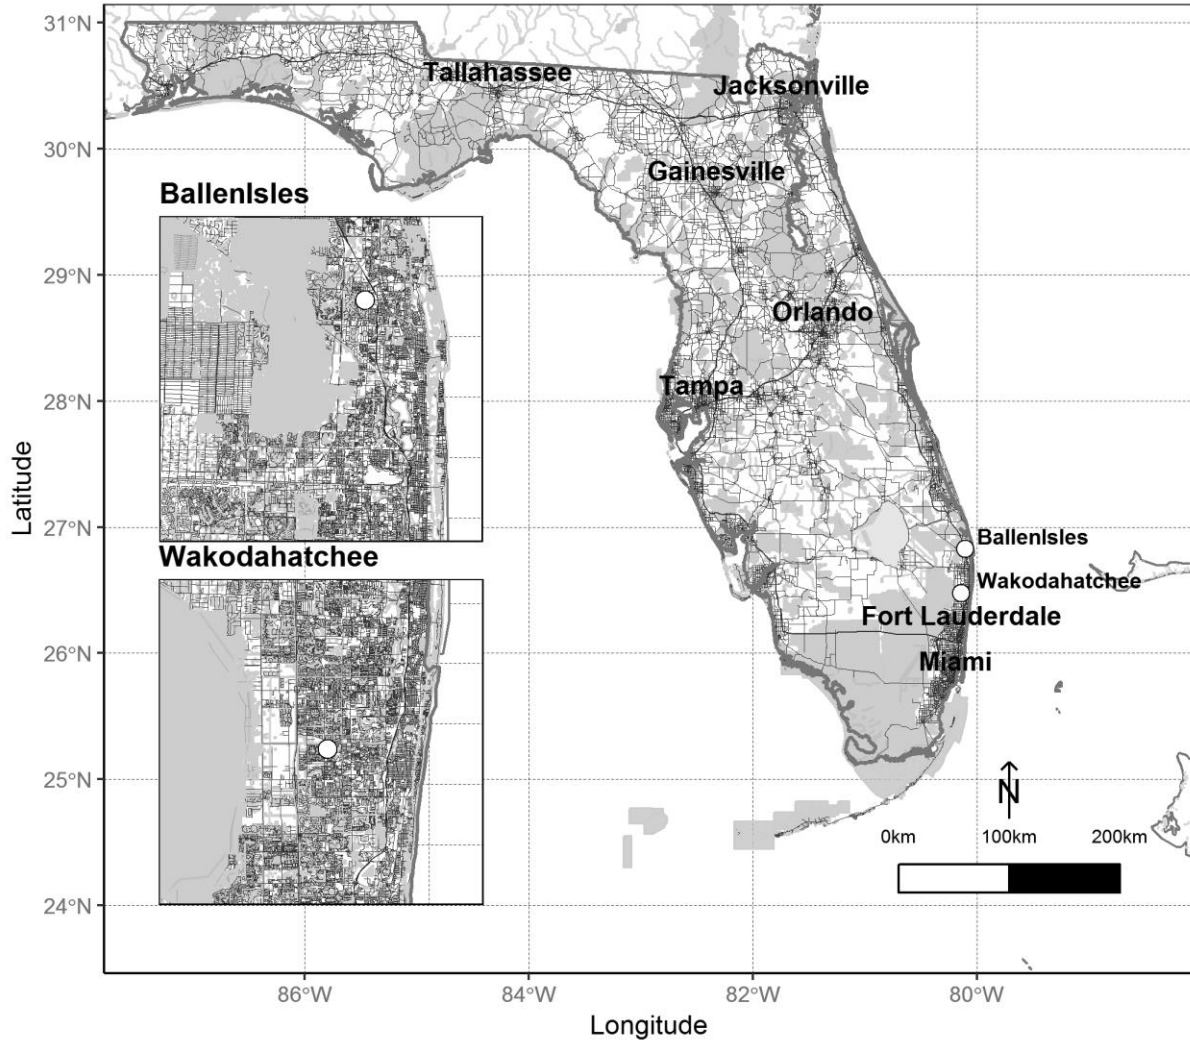 31°N
Tallahassee
Jacksonville
30°N
Gainesville
BallenIsles
29°N
Orlando
28°N
Tampa
Latitude
27°N
BallenIsles
Wakodahatchee
Wakodahatchee
Fort Lauderdale
26°N
Miami
25°N
N
0km 100km 200km
24°N
86°W 84°W 82°W 80°W
Longitude